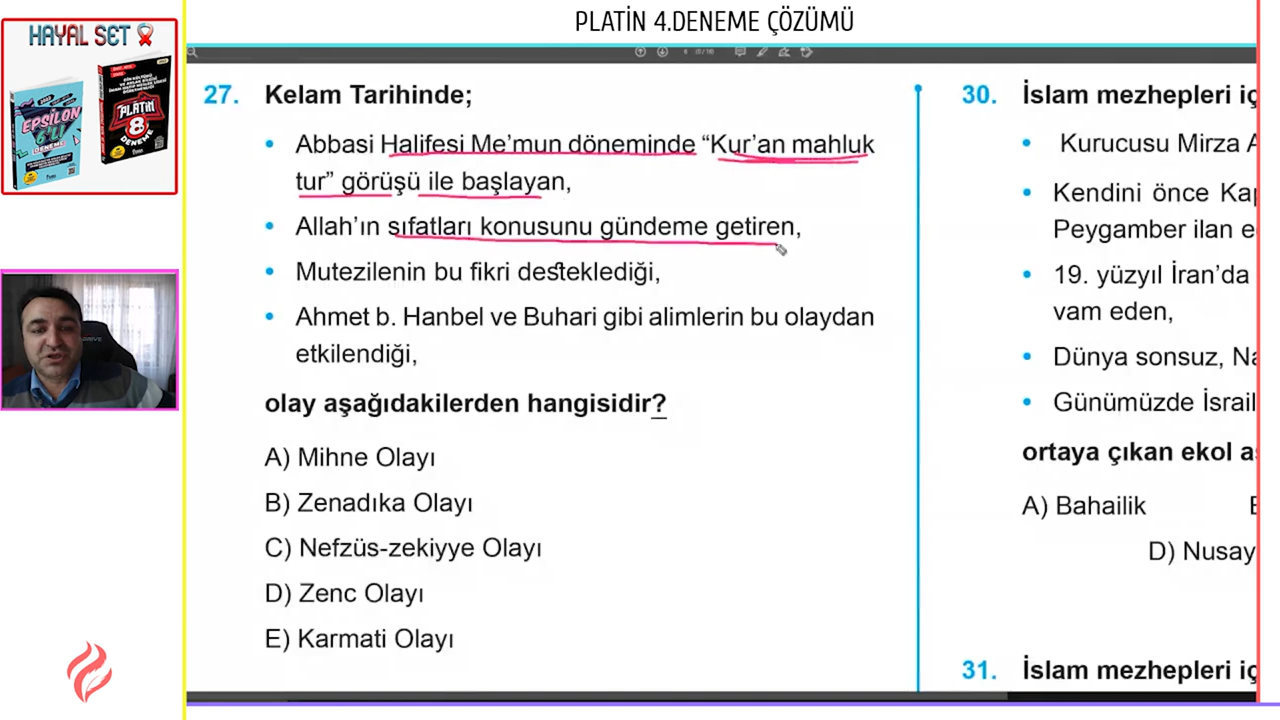 PLATİN 4.DENEME ÇÖZÜMÜ
HAYAL SET
EPSİLON
6'LI
DENEME
PLATİN
8
DENEME
27. Kelam Tarihinde;
• Abbasi Halifesi Me’mun döneminde “Kur’an mahluk
tur” görüşü ile başlayan,
• Allah’ın sıfatları konusunu gündeme getiren,
• Mutezilenin bu fikri desteklediği,
• Ahmet b. Hanbel ve Buhari gibi alimlerin bu olaydan
etkilendiği,
olay aşağıdakilerden hangisidir?
A) Mihne Olayı
B) Zenadıka Olayı
C) Nefzüs-zekiyye Olayı
D) Zenc Olayı
E) Karmati Olayı
30. İslam mezhepleri iç
• Kurucusu Mirza A
• Kendini önce Kap
Peygamber ilan e
• 19. yüzyıl İran’da
vam eden,
• Dünya sonsuz, Na
• Günümüzde İsrail
ortaya çıkan ekol a
A) Bahailik
D) Nusay
31. İslam mezhepleri iç